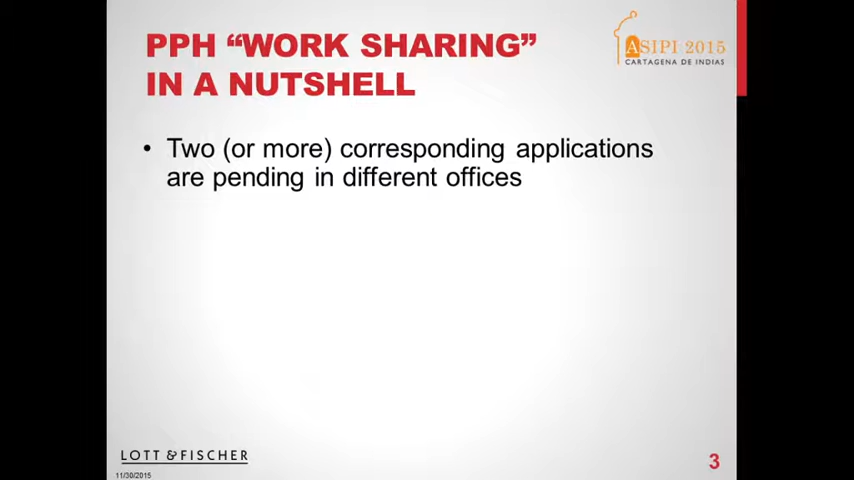 PPH “WORK SHARING”
IN A NUTSHELL
ASIPI 2015
CARTAGENA DE INDIAS
• Two (or more) corresponding applications
are pending in different offices
LOTT & FISCHER
11/30/2015
3